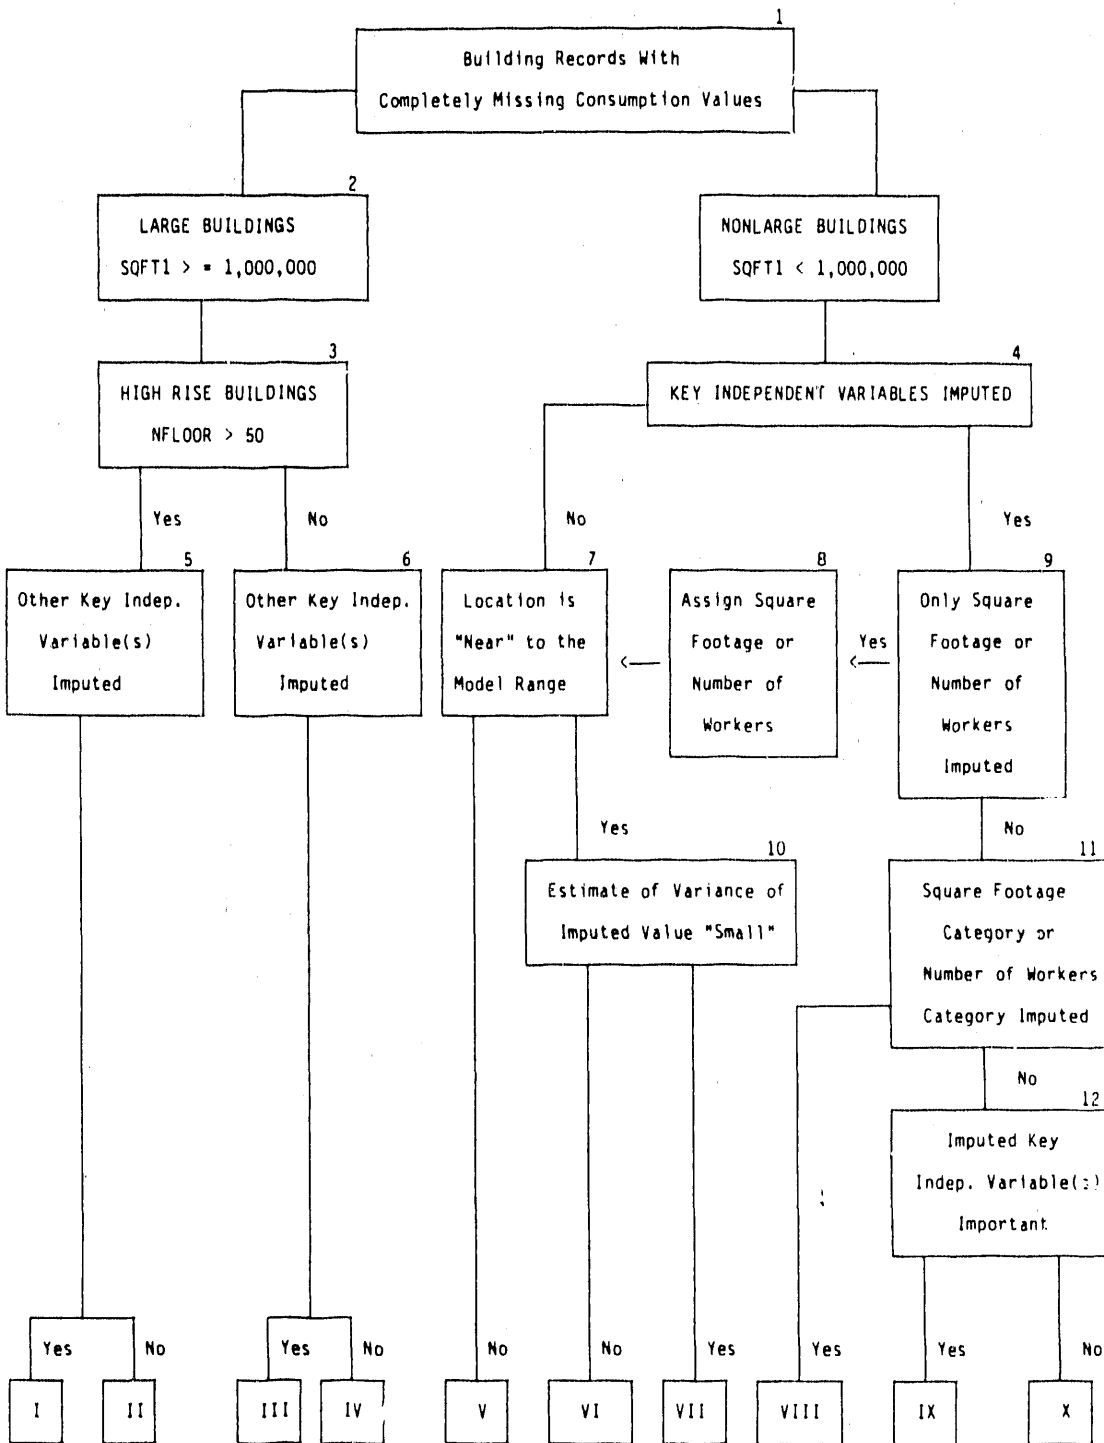 1
Building Records With
Completely Missing Consumption Values
2
LARGE BUILDINGS
SQFT1 > = 1,000,000
NONLARGE BUILDINGS
SQFT1 < 1,000,000
3
HIGH RISE BUILDINGS
NFLOOR > 50
4
KEY INDEPENDENT VARIABLES IMPUTED
Yes
No
No
Yes
5
Other Key Indep.
Variable(s)
Imputed
6
Other Key Indep.
Variable(s)
Imputed
7
Location is
"Near" to the
Model Range
8
Assign Square
Footage or
Number of
Workers
Yes
9
Only Square
Footage or
Number of
Workers
Imputed
Yes
No
10
Estimate of Variance of
Imputed Value "Small"
11
Square Footage
Category or
Number of Workers
Category Imputed
No
12
Imputed Key
Indep. Variable(s)
Important
Yes
No
Yes
No
No
No
Yes
Yes
Yes
No
I
II
III
IV
V
VI
VII
VIII
IX
X